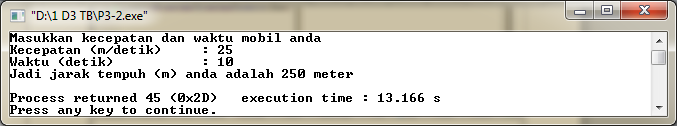 "D:\1 D3 TB\P3-2.exe"
Masukkan kecepatan dan waktu mobil anda
Kecepatan (m/detik)     : 25
Waktu (detik)           : 10
Jadi jarak tempuh (m) anda adalah 250 meter
Process returned 45 (0x2D)   execution time : 13.166 s
Press any key to continue.